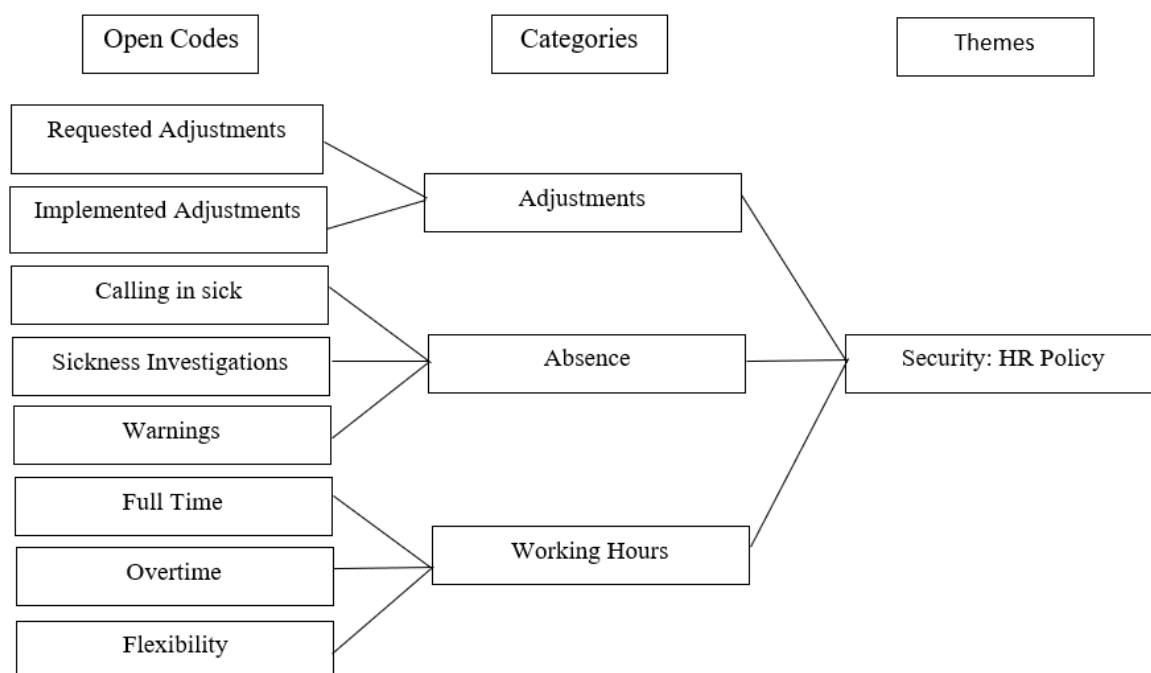 Open Codes
Categories
Themes
Requested Adjustments
Implemented Adjustments
Adjustments
Calling in sick
Sickness Investigations
Absence
Security: HR Policy
Warnings
Full Time
Overtime
Working Hours
Flexibility